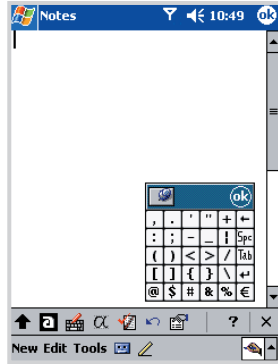 Notes 10:49 ok
ok
, . ' " + ←
: ; - _ ¦ Spc
( ) < > / Tab
[ ] { } \ ↵
@ $ # & % €
a α ? ×
New Edit Tools